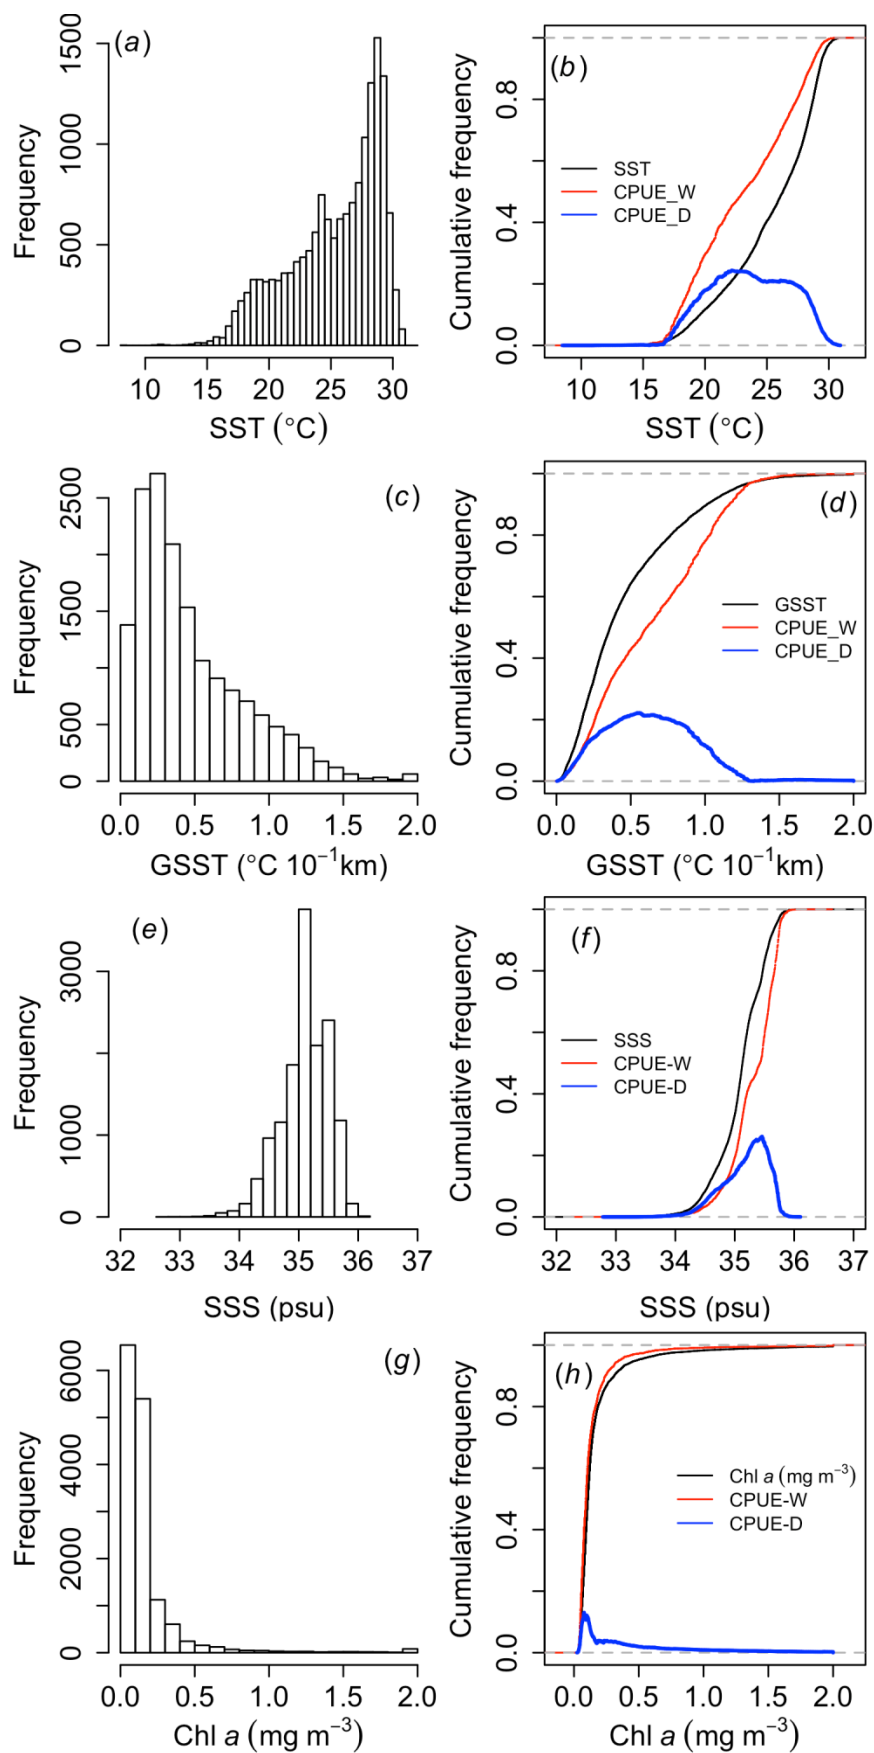 (a)
Frequency
0 500 1000 1500
10 15 20 25 30
SST (°C)
(b)
Cumulative frequency
0.0 0.4 0.8
SST
CPUE_W
CPUE_D
10 15 20 25 30
SST (°C)
(c)
Frequency
0 500 1500 2500
0.0 0.5 1.0 1.5 2.0
GSST (°C 10⁻¹km)
(d)
Cumulative frequency
0.0 0.4 0.8
GSST
CPUE_W
CPUE_D
0.0 0.5 1.0 1.5 2.0
GSST (°C 10⁻¹km)
(e)
Frequency
0 1000 3000
32 33 34 35 36 37
SSS (psu)
(f)
Cumulative frequency
0.0 0.4 0.8
SSS
CPUE-W
CPUE-D
32 33 34 35 36 37
SSS (psu)
(g)
Frequency
0 2000 4000 6000
0.0 0.5 1.0 1.5 2.0
Chl a (mg m⁻³)
(h)
Cumulative frequency
0.0 0.4 0.8
Chl a (mg m⁻³)
CPUE-W
CPUE-D
0.0 0.5 1.0 1.5 2.0
Chl a (mg m⁻³)